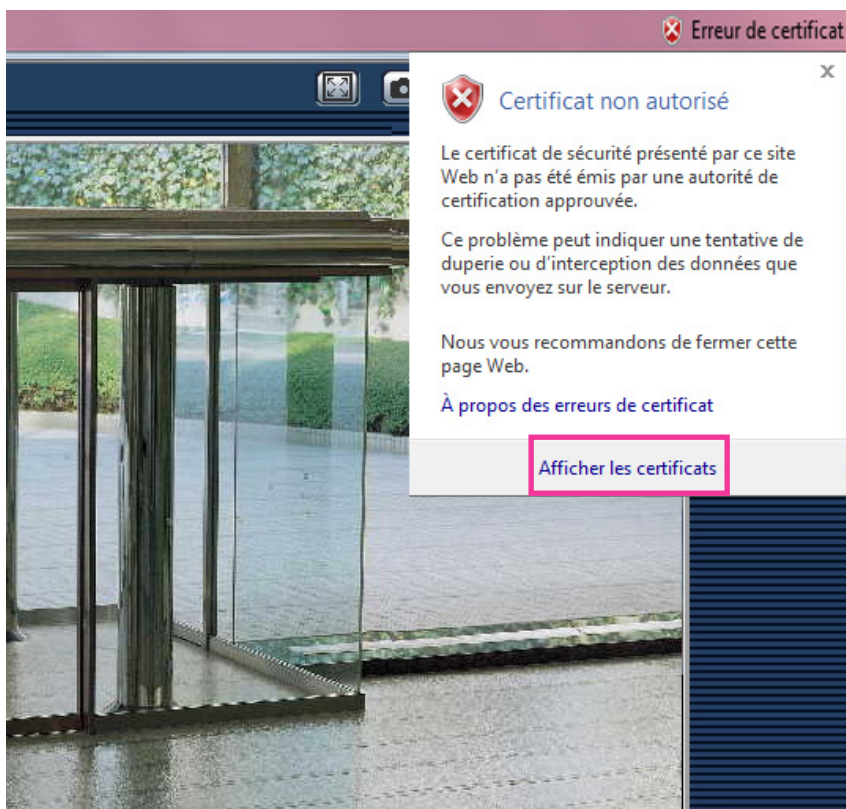 Erreur de certificat
x
Certificat non autorisé
Le certificat de sécurité présenté par ce site
Web n'a pas été émis par une autorité de
certification approuvée.
Ce problème peut indiquer une tentative de
duperie ou d'interception des données que
vous envoyez sur le serveur.
Nous vous recommandons de fermer cette
page Web.
À propos des erreurs de certificat
Afficher les certificats